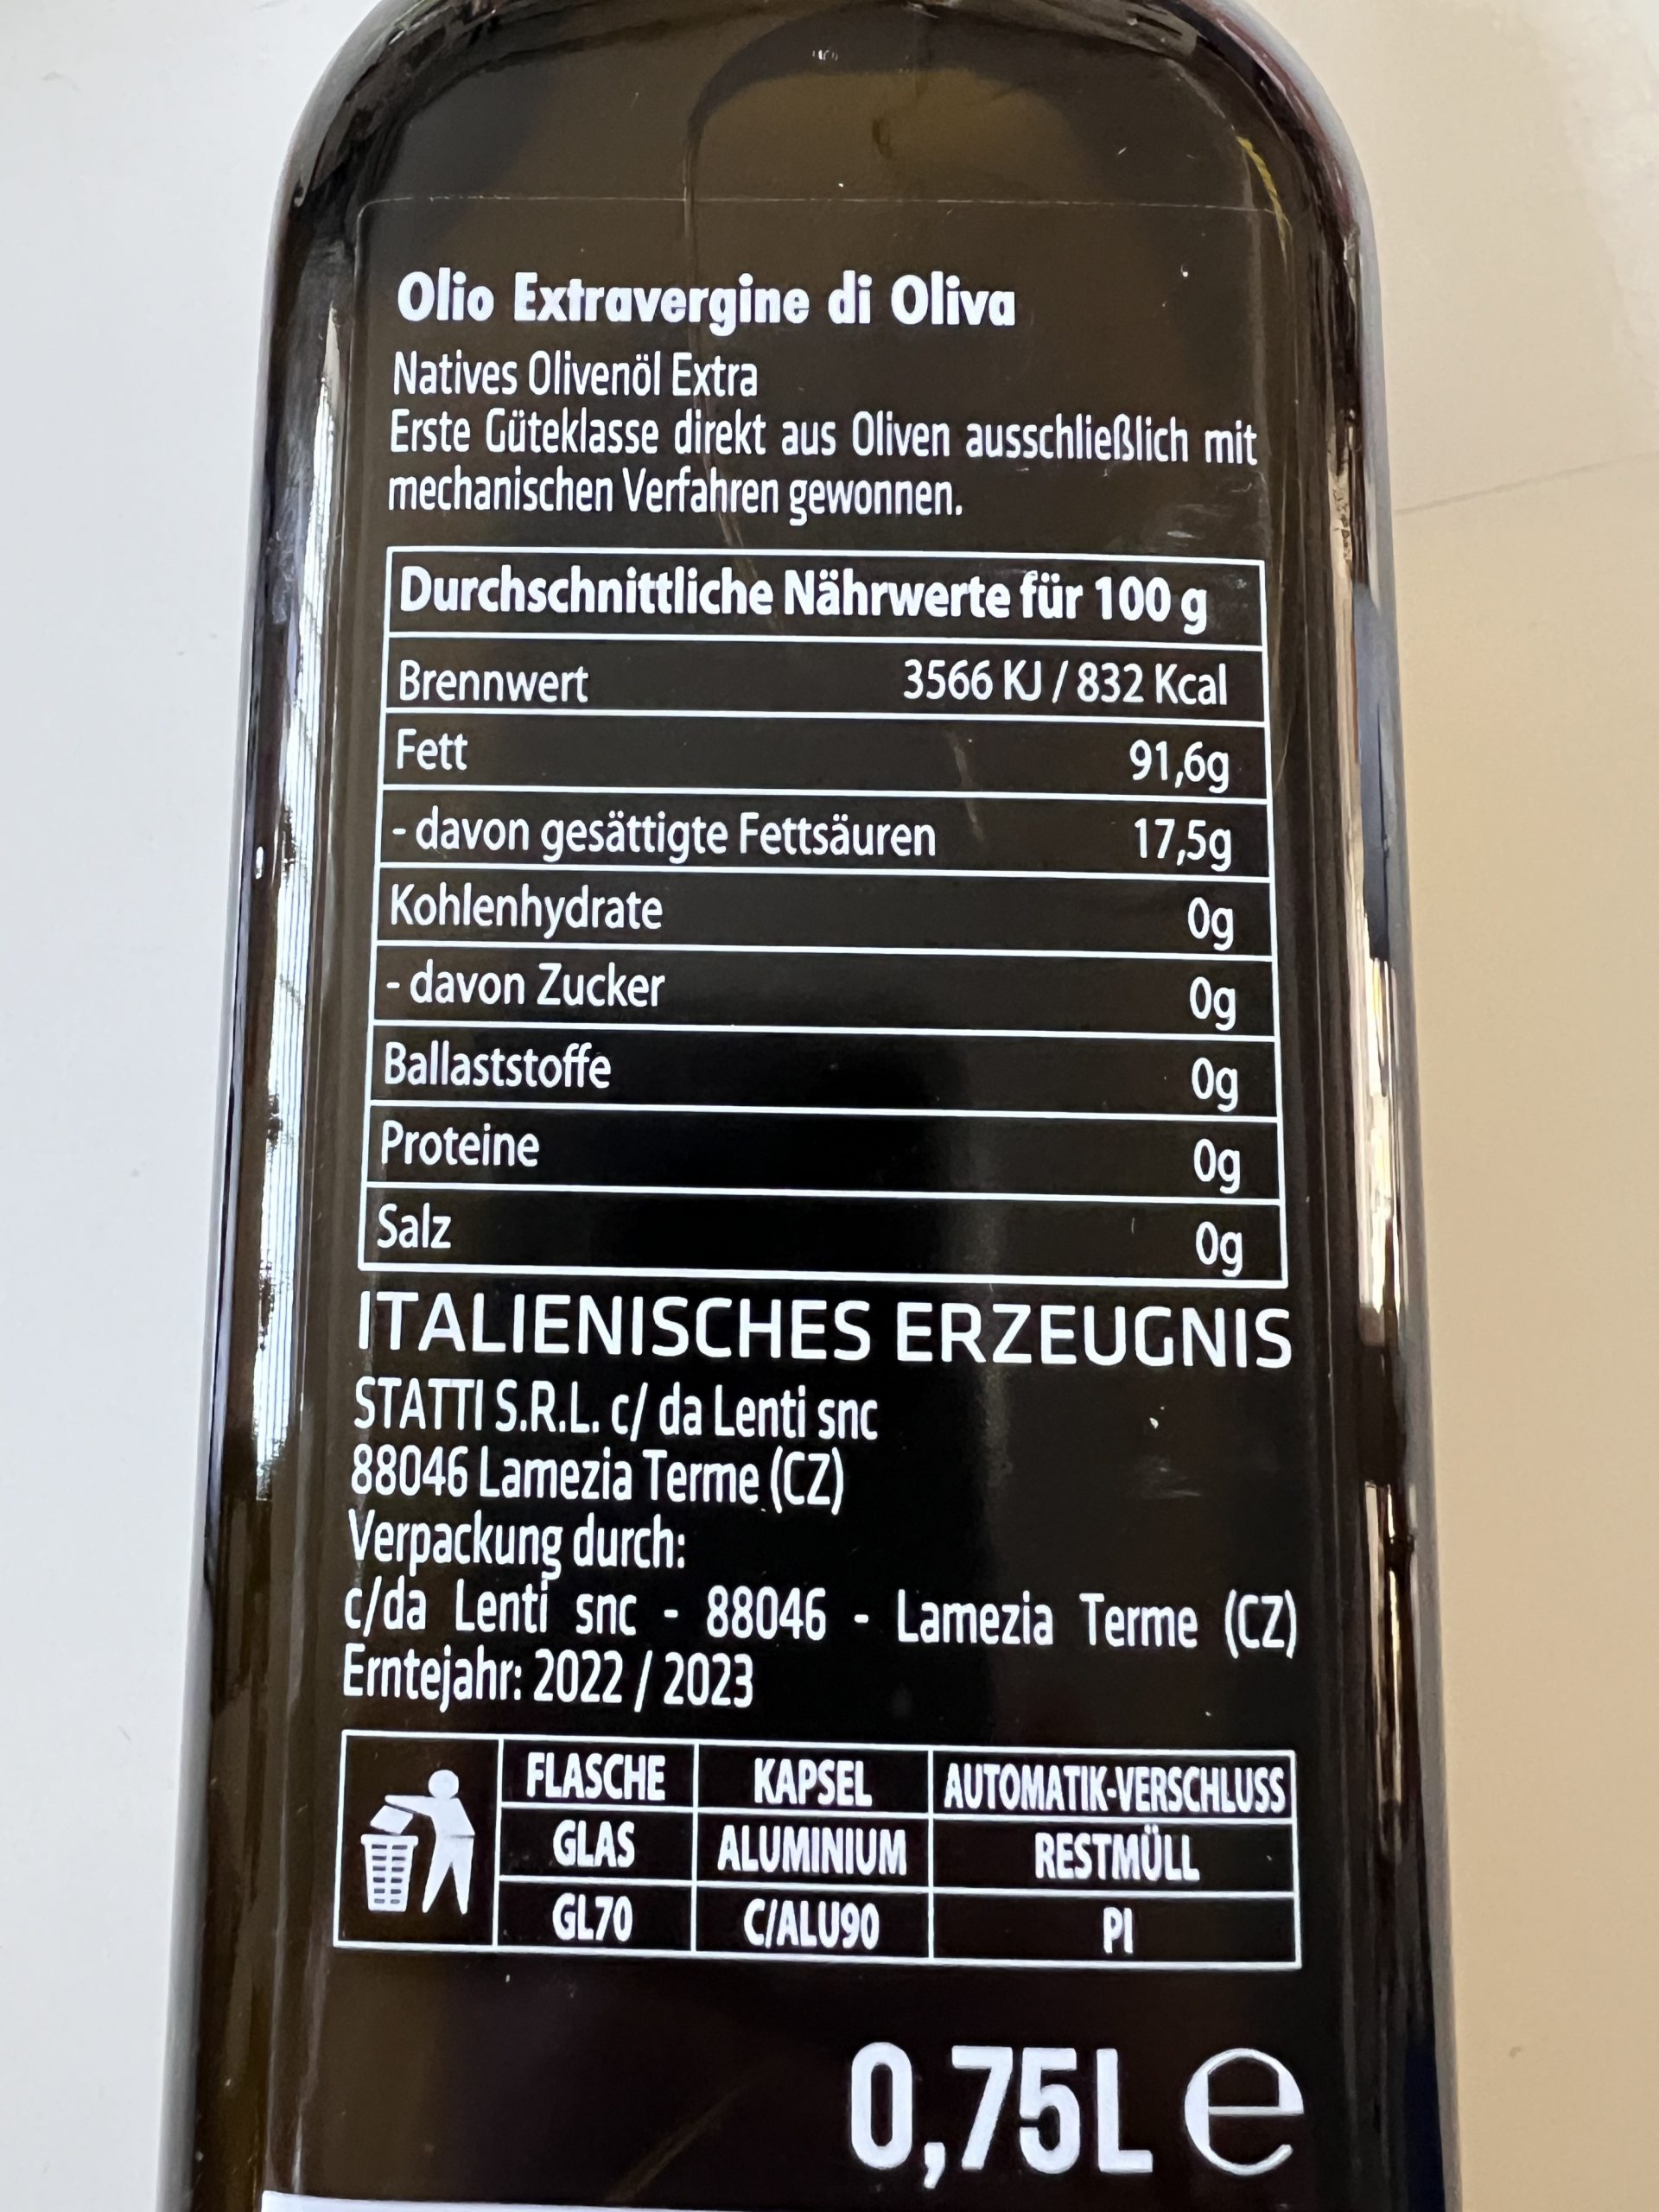 Olio Extravergine di Oliva
Natives Olivenöl Extra
Erste Güteklasse direkt aus Oliven ausschließlich mit
mechanischen Verfahren gewonnen.
Durchschnittliche Nährwerte für 100 g
Brennwert 3566 KJ / 832 Kcal
Fett 91,6g
- davon gesättigte Fettsäuren 17,5g
Kohlenhydrate 0g
- davon Zucker 0g
Ballaststoffe 0g
Proteine 0g
Salz 0g
ITALIENISCHES ERZEUGNIS
STATTI S.R.L. c/ da Lenti snc
88046 Lamezia Terme (CZ)
Verpackung durch:
c/da Lenti snc - 88046 - Lamezia Terme (CZ)
Erntejahr: 2022 / 2023
FLASCHE KAPSEL AUTOMATIK-VERSCHLUSS
GLAS ALUMINIUM RESTMÜLL
GL70 C/ALU90 PI
0,75L e